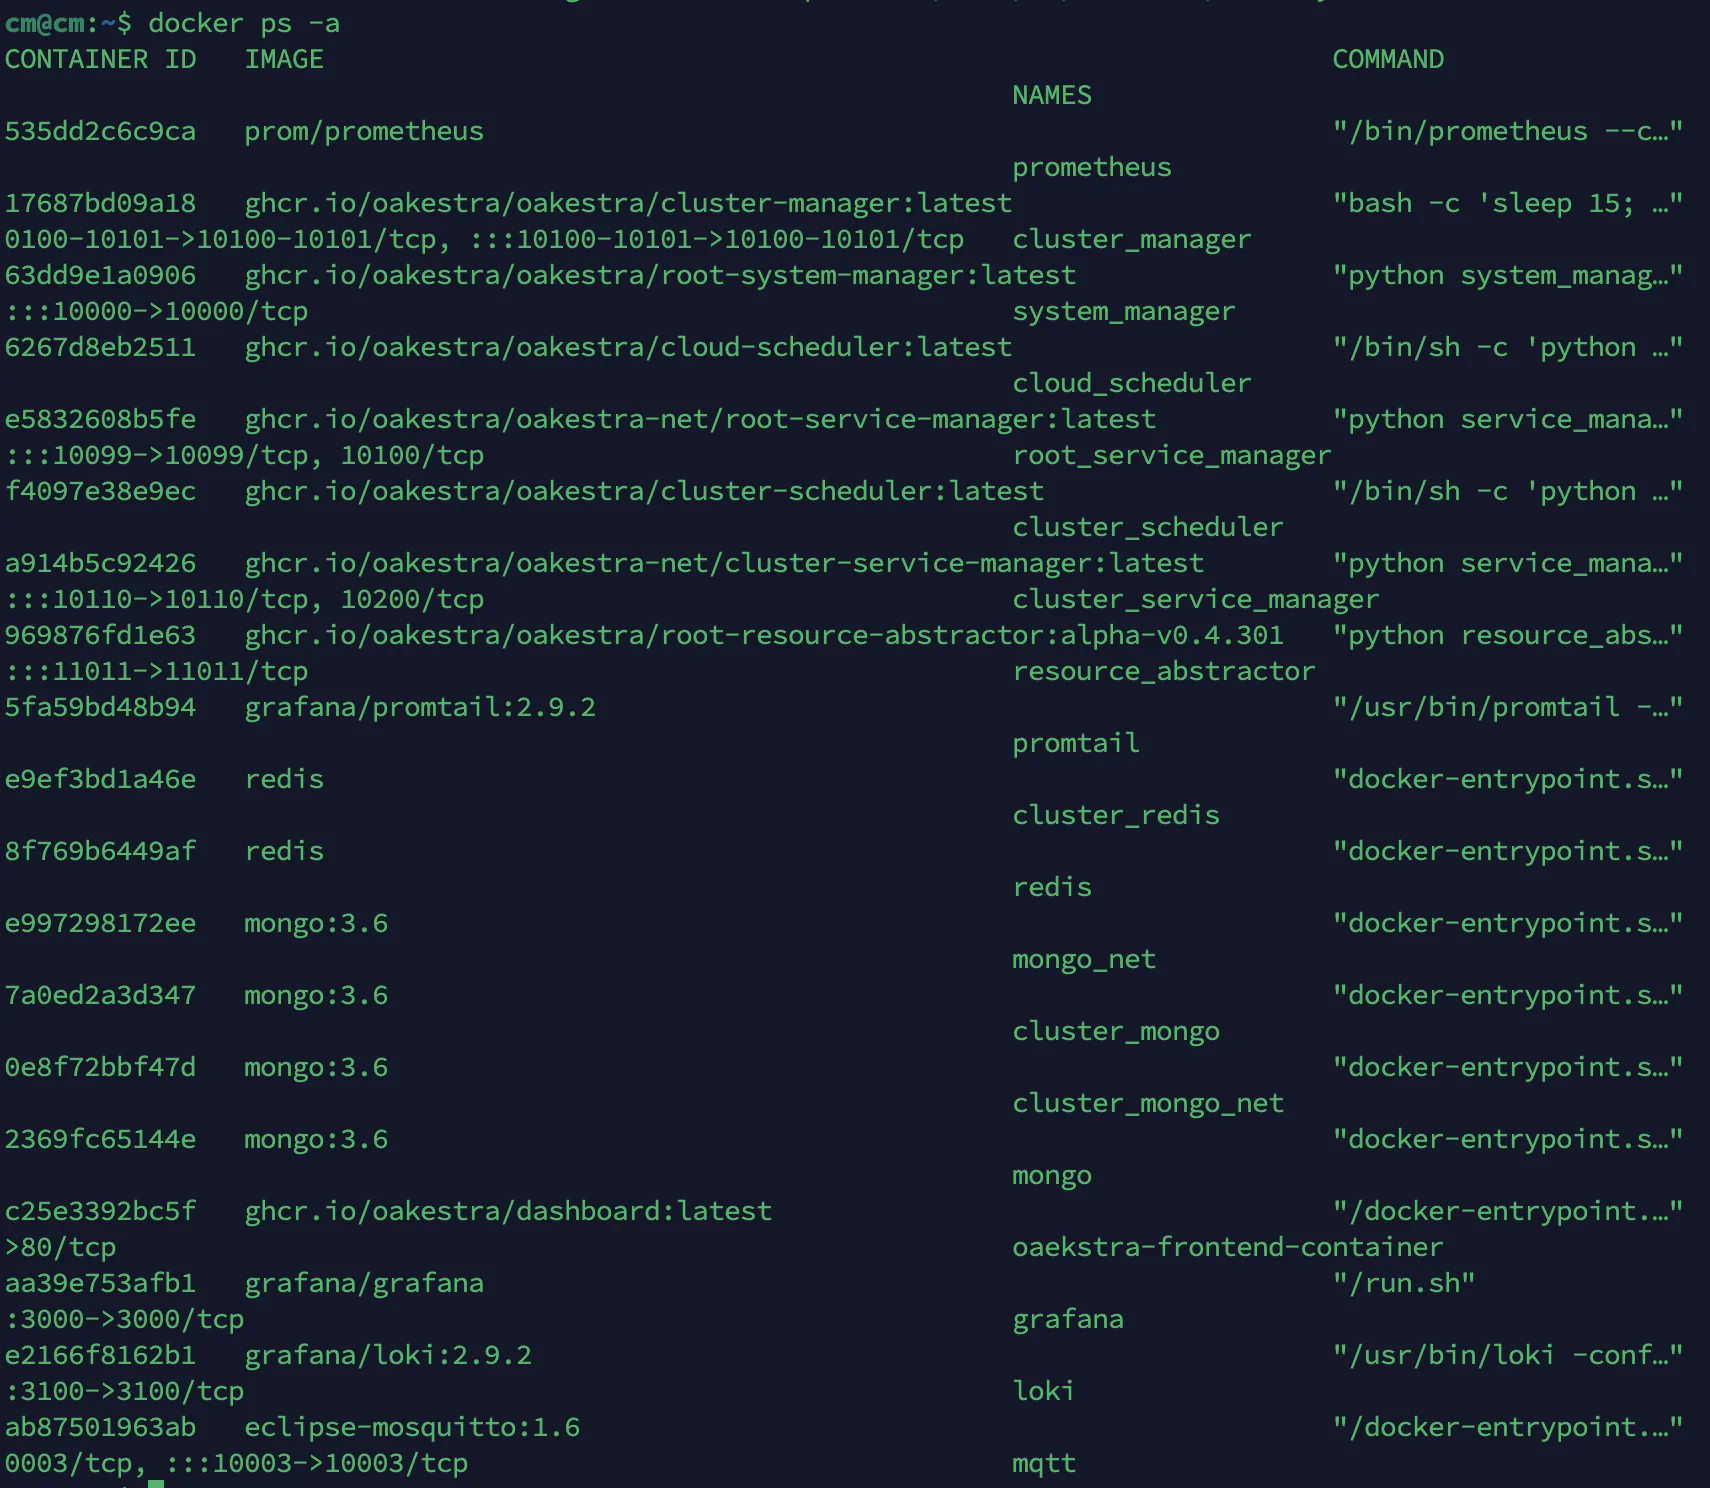 cm@cm:~$ docker ps -a
CONTAINER ID   IMAGE   COMMAND
NAMES
535dd2c6c9ca   prom/prometheus   "/bin/prometheus --c…"
prometheus
17687bd09a18   ghcr.io/oakestra/oakestra/cluster-manager:latest   "bash -c 'sleep 15; …"
0100-10101->10100-10101/tcp, :::10100-10101->10100-10101/tcp   cluster_manager
63dd9e1a0906   ghcr.io/oakestra/oakestra/root-system-manager:latest   "python system_manag…"
:::10000->10000/tcp   system_manager
6267d8eb2511   ghcr.io/oakestra/oakestra/cloud-scheduler:latest   "/bin/sh -c 'python …"
cloud_scheduler
e5832608b5fe   ghcr.io/oakestra/oakestra-net/root-service-manager:latest   "python service_mana…"
:::10099->10099/tcp, 10100/tcp   root_service_manager
f4097e38e9ec   ghcr.io/oakestra/oakestra/cluster-scheduler:latest   "/bin/sh -c 'python …"
cluster_scheduler
a914b5c92426   ghcr.io/oakestra/oakestra-net/cluster-service-manager:latest   "python service_mana…"
:::10110->10110/tcp, 10200/tcp   cluster_service_manager
969876fd1e63   ghcr.io/oakestra/oakestra/root-resource-abstractor:alpha-v0.4.301   "python resource_abs…"
:::11011->11011/tcp   resource_abstractor
5fa59bd48b94   grafana/promtail:2.9.2   "/usr/bin/promtail -…"
promtail
e9ef3bd1a46e   redis   "docker-entrypoint.s…"
cluster_redis
8f769b6449af   redis   "docker-entrypoint.s…"
redis
e997298172ee   mongo:3.6   "docker-entrypoint.s…"
mongo_net
7a0ed2a3d347   mongo:3.6   "docker-entrypoint.s…"
cluster_mongo
0e8f72bbf47d   mongo:3.6   "docker-entrypoint.s…"
cluster_mongo_net
2369fc65144e   mongo:3.6   "docker-entrypoint.s…"
mongo
c25e3392bc5f   ghcr.io/oakestra/dashboard:latest   "/docker-entrypoint.…"
>80/tcp   oaekstra-frontend-container
aa39e753afb1   grafana/grafana   "/run.sh"
:3000->3000/tcp   grafana
e2166f8162b1   grafana/loki:2.9.2   "/usr/bin/loki -conf…"
:3100->3100/tcp   loki
ab87501963ab   eclipse-mosquitto:1.6   "/docker-entrypoint.…"
0003/tcp, :::10003->10003/tcp   mqtt